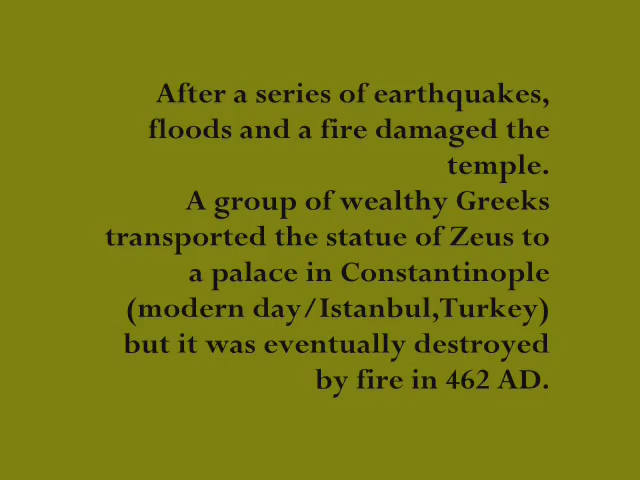 After a series of earthquakes,
floods and a fire damaged the
temple.
A group of wealthy Greeks
transported the statue of Zeus to
a palace in Constantinople
(modern day/Istanbul,Turkey)
but it was eventually destroyed
by fire in 462 AD.